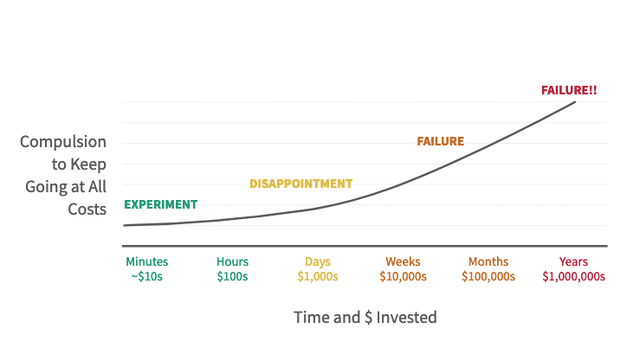 FAILURE!!
FAILURE
DISAPPOINTMENT
EXPERIMENT
Compulsion
to Keep
Going at All
Costs
Minutes
~$10s
Hours
$100s
Days
$1,000s
Weeks
$10,000s
Months
$100,000s
Years
$1,000,000s
Time and $ Invested